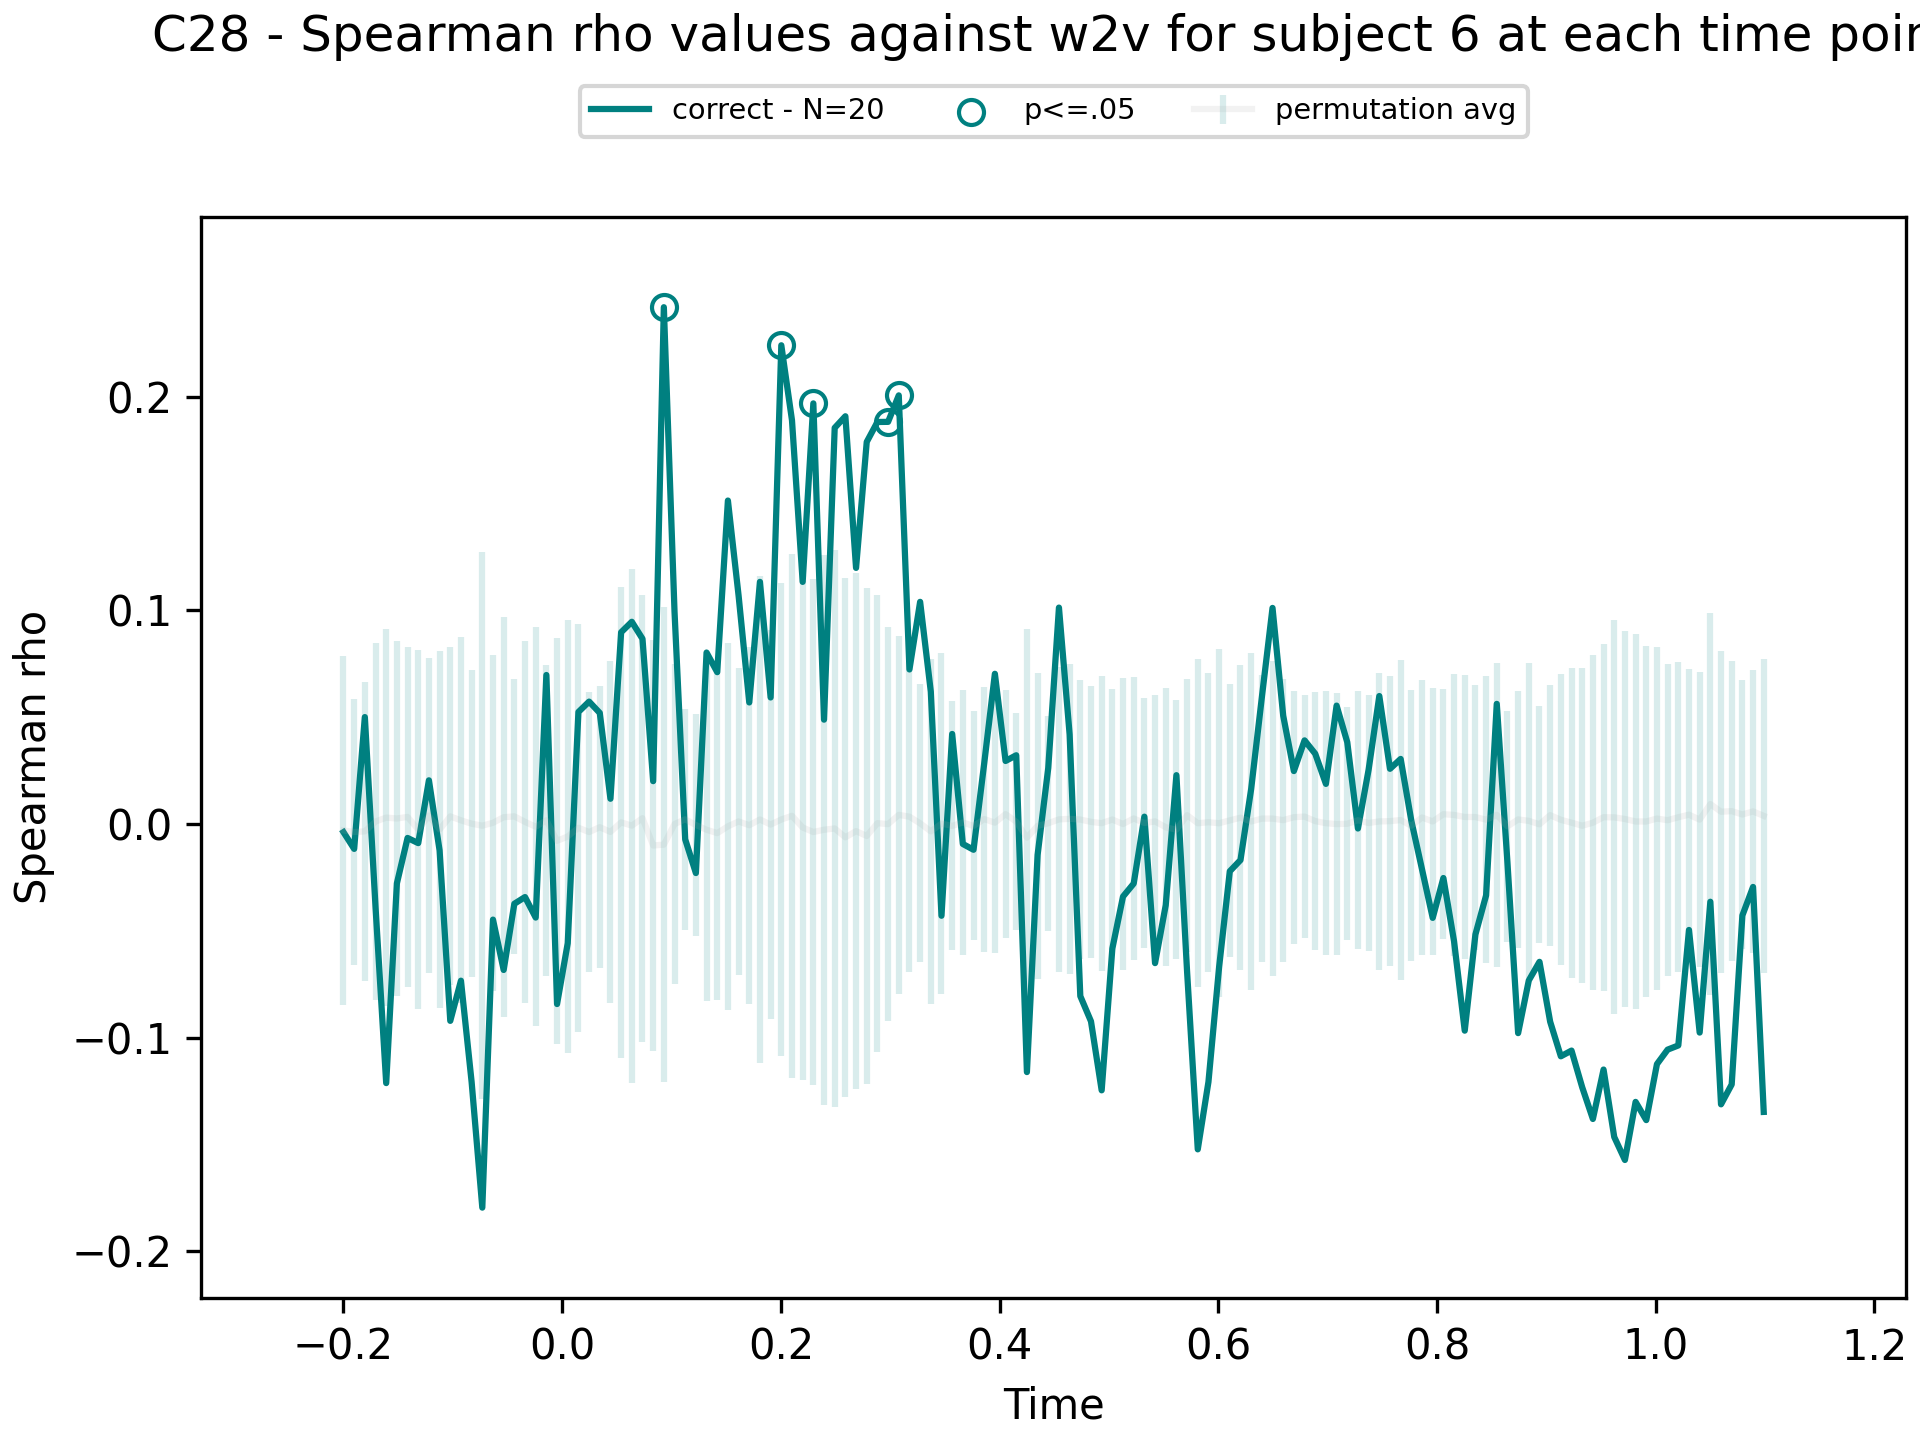 C28 - Spearman rho values against w2v for subject 6 at each time
correct - N=20 p<=.05 permutation avg
Spearman rho
0.2
0.1
0.0
−0.1
−0.2
−0.2 0.0 0.2 0.4 0.6 0.8 1.0 1.2
Time